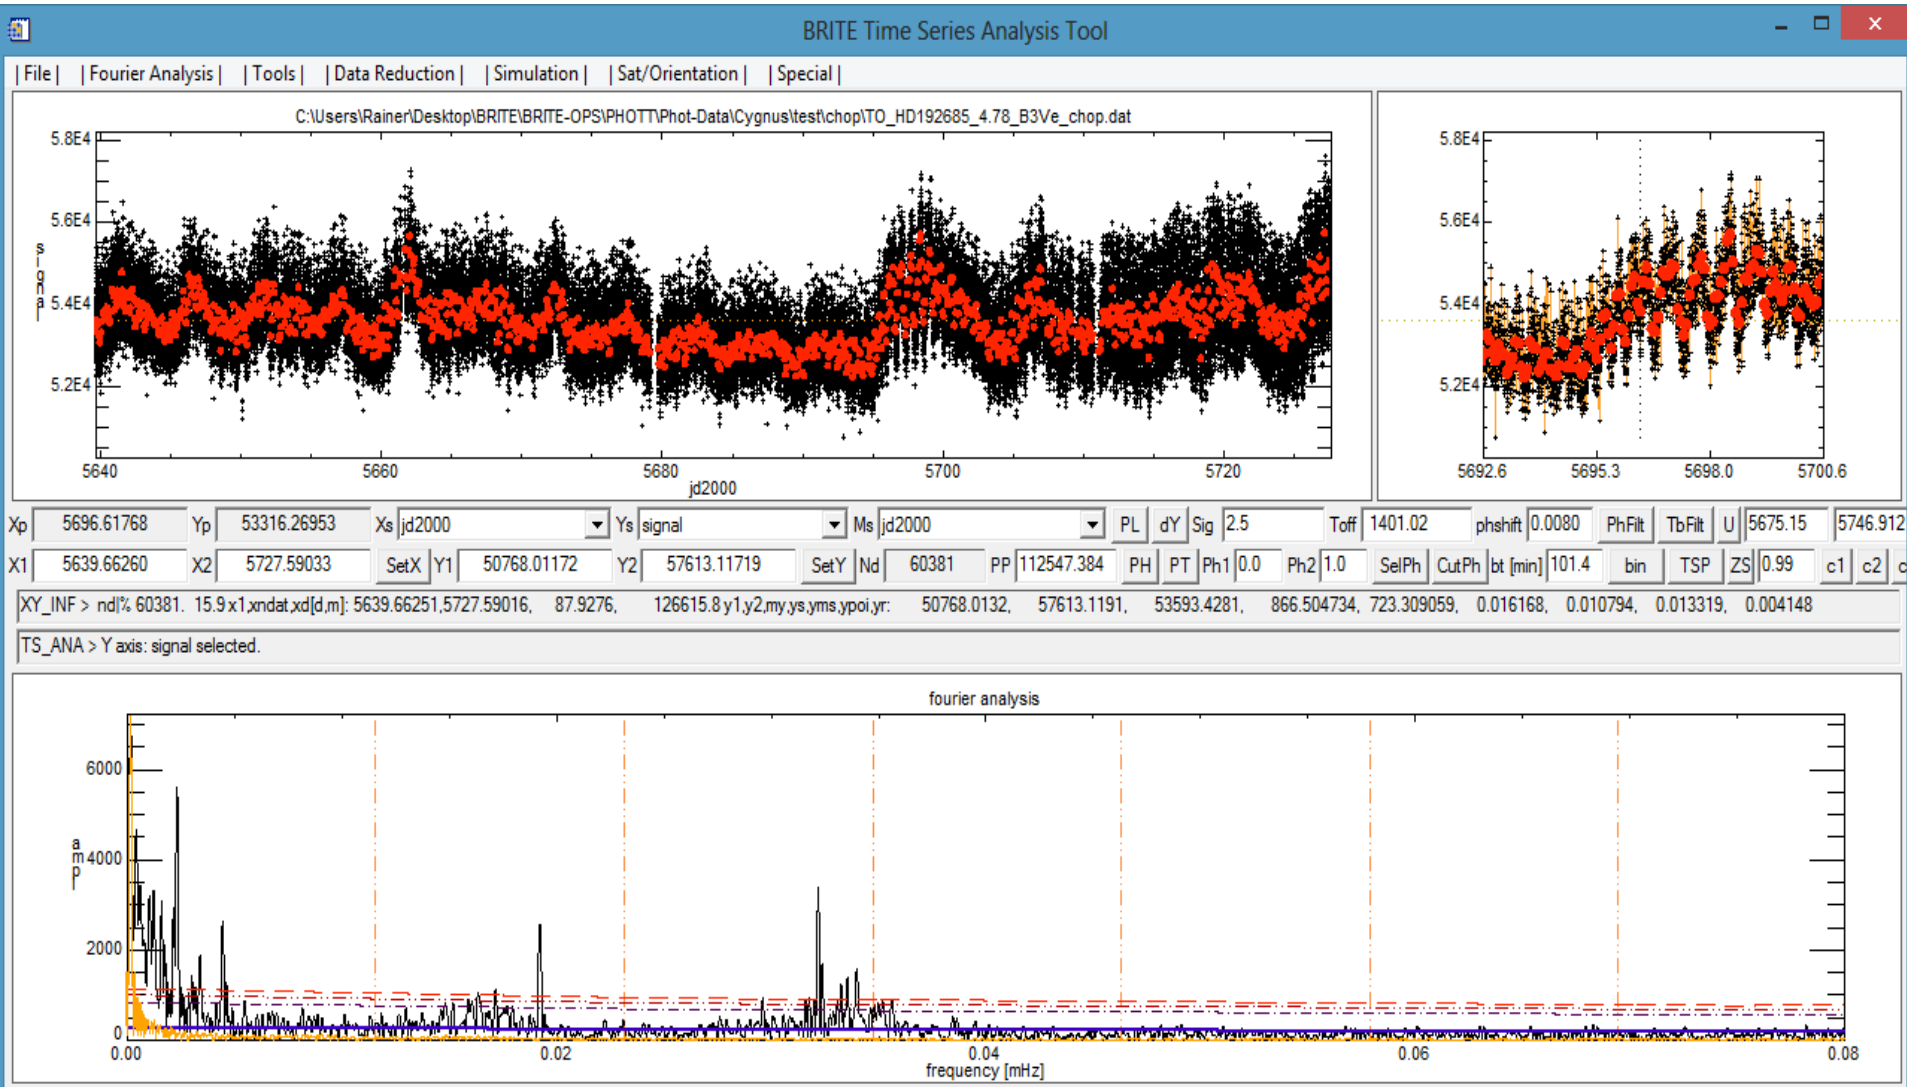 BRITE Time Series Analysis Tool
|File| |Fourier Analysis| |Tools| |Data Reduction| |Simulation| |Sat/Orientation| |Special|
C:\Users\Rainer\Desktop\BRITE\BRITE-OPS\PHOTT\Phot-Data\Cygnus\test\chop\TO_HD192685_4.78_B3Ve_chop.dat
5.8E4
5.6E4
5.4E4
5.2E4
signal
5640 5660 5680 5700 5720
jd2000
5.8E4
5.6E4
5.4E4
5.2E4
5692.6 5695.3 5698.0 5700.6
Xp 5696.61768 Yp 53316.26953 Xs jd2000 Ys signal Ms jd2000 PL dY Sig 2.5 Toff 1401.02 phshift 0.0080 PhFilt TbFilt U 5675.15 5746.912
X1 5639.66260 X2 5727.59033 SetX Y1 50768.01172 Y2 57613.11719 SetY Nd 60381 PP 112547.384 PH PT Ph1 0.0 Ph2 1.0 SelPh CutPh bt [min] 101.4 bin TSP ZS 0.99 c1 c2 c
XY_INF > nd|% 60381. 15.9 x1,xndat,xd[d,m]: 5639.66251,5727.59016, 87.9276, 126615.8 y1,y2,my,ys,yms,ypoi,yr: 50768.0132, 57613.1191, 53593.4281, 866.504734, 723.309059, 0.016168, 0.010794, 0.013319, 0.004148
TS_ANA > Y axis: signal selected.
fourier analysis
6000
4000
2000
0
ampl
0.00 0.02 0.04 0.06 0.08
frequency [mHz]